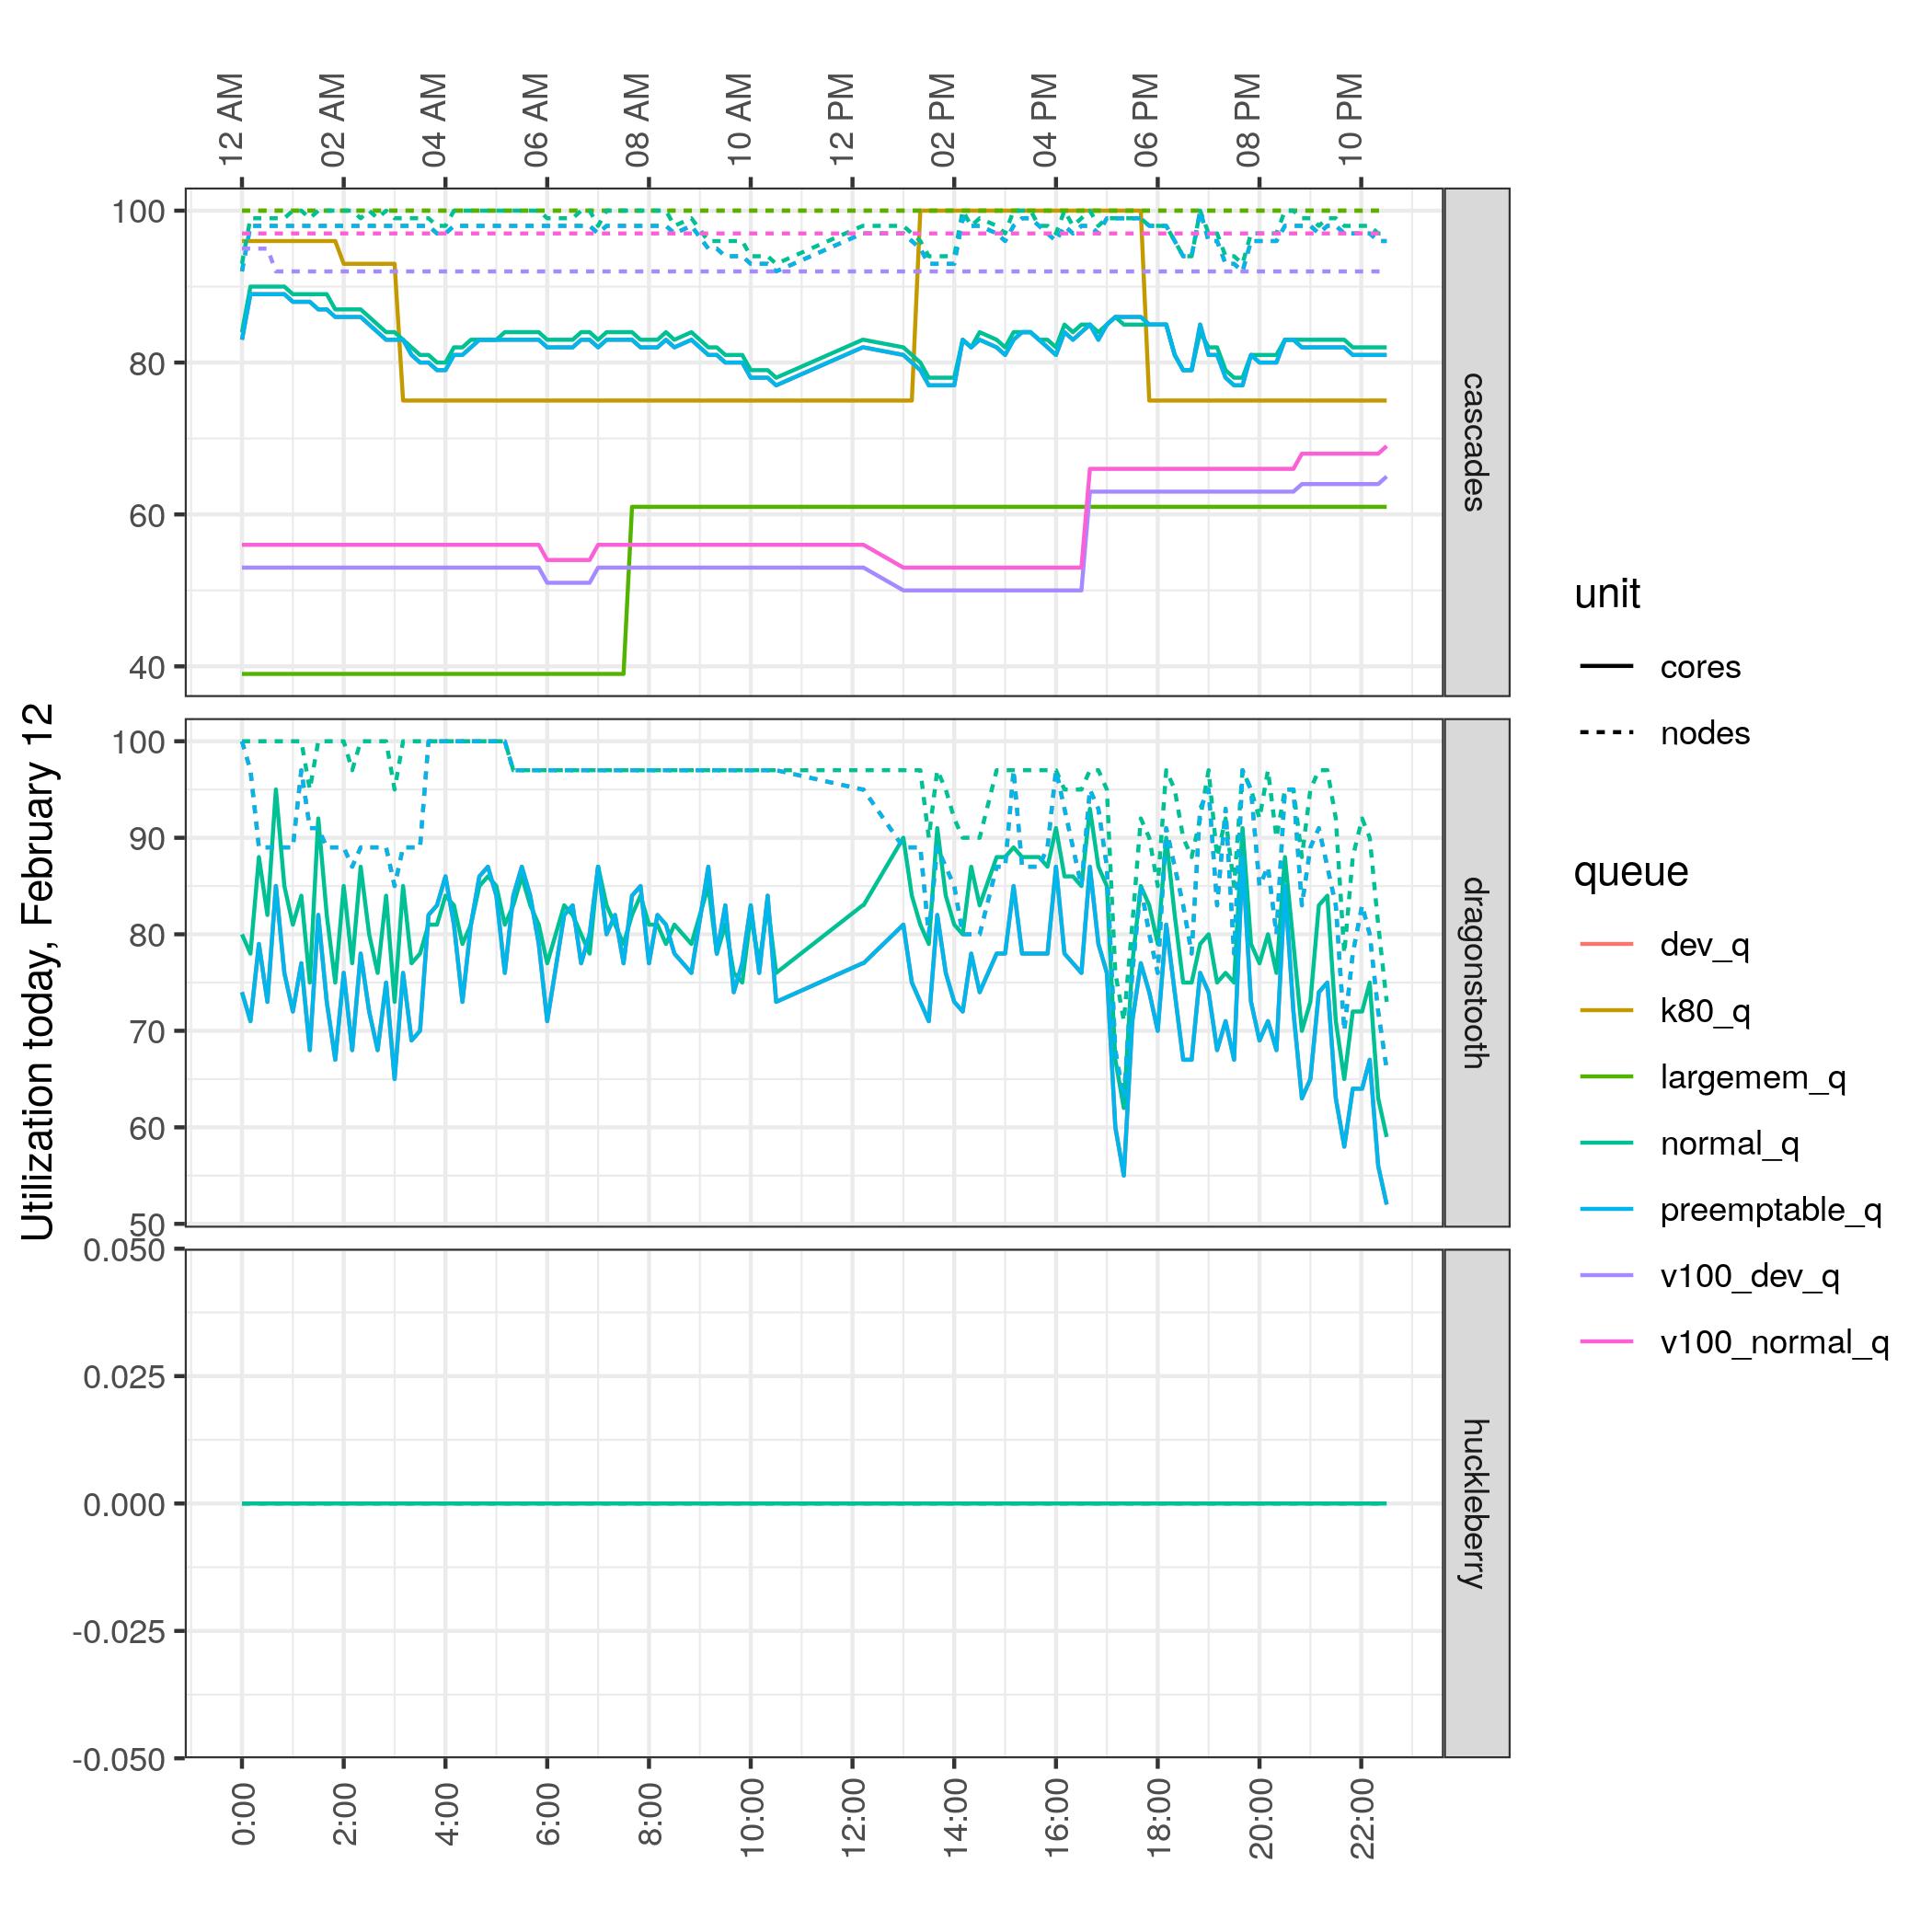 12 AM
02 AM
04 AM
06 AM
08 AM
10 AM
12 PM
02 PM
04 PM
06 PM
08 PM
10 PM
Utilization today, February 12
100
80
60
40
cascades
100
90
80
70
60
50
dragonstooth
0.050
0.025
0.000
-0.025
-0.050
huckleberry
0:00
2:00
4:00
6:00
8:00
10:00
12:00
14:00
16:00
18:00
20:00
22:00
unit
cores
nodes
queue
dev_q
k80_q
largemem_q
normal_q
preemptable_q
v100_dev_q
v100_normal_q